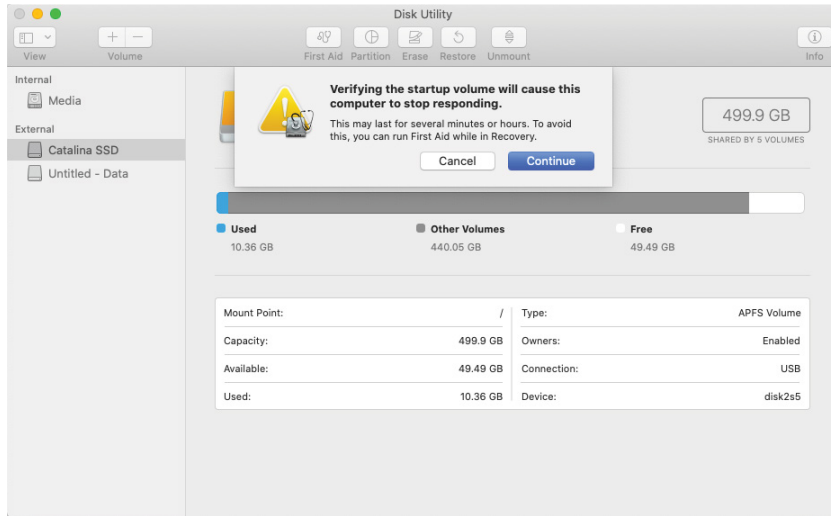 Disk Utility
View
Volume
First Aid Partition Erase Restore Unmount
Info
Internal
Media
External
Catalina SSD
Untitled - Data
Verifying the startup volume will cause this
computer to stop responding.
This may last for several minutes or hours. To avoid
this, you can run First Aid while in Recovery.
Cancel Continue
499.9 GB
SHARED BY 5 VOLUMES
Used Other Volumes Free
10.36 GB 440.05 GB 49.49 GB
Mount Point: / Type: APFS Volume
Capacity: 499.9 GB Owners: Enabled
Available: 49.49 GB Connection: USB
Used: 10.36 GB Device: disk2s5